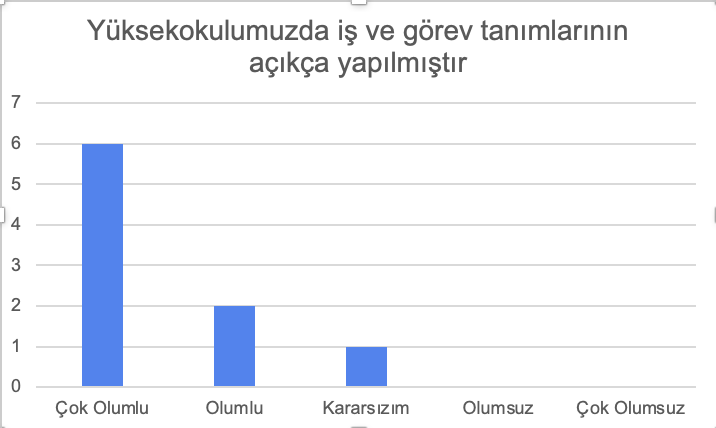 Yüksekokulumuzda iş ve görev tanımlarının
açıkça yapılmıştır
7
6
5
4
3
2
1
0
Çok Olumlu
Olumlu
Kararsızım
Olumsuz
Çok Olumsuz